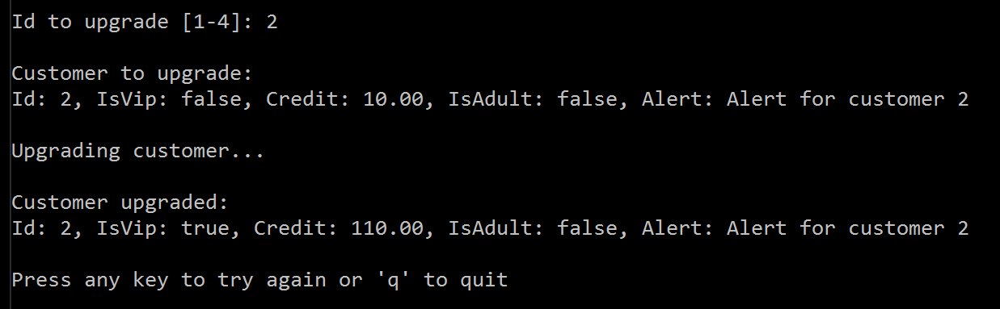 Id to upgrade [1-4]: 2
Customer to upgrade:
Id: 2, IsVip: false, Credit: 10.00, IsAdult: false, Alert: Alert for customer 2
Upgrading customer...
Customer upgraded:
Id: 2, IsVip: true, Credit: 110.00, IsAdult: false, Alert: Alert for customer 2
Press any key to try again or 'q' to quit